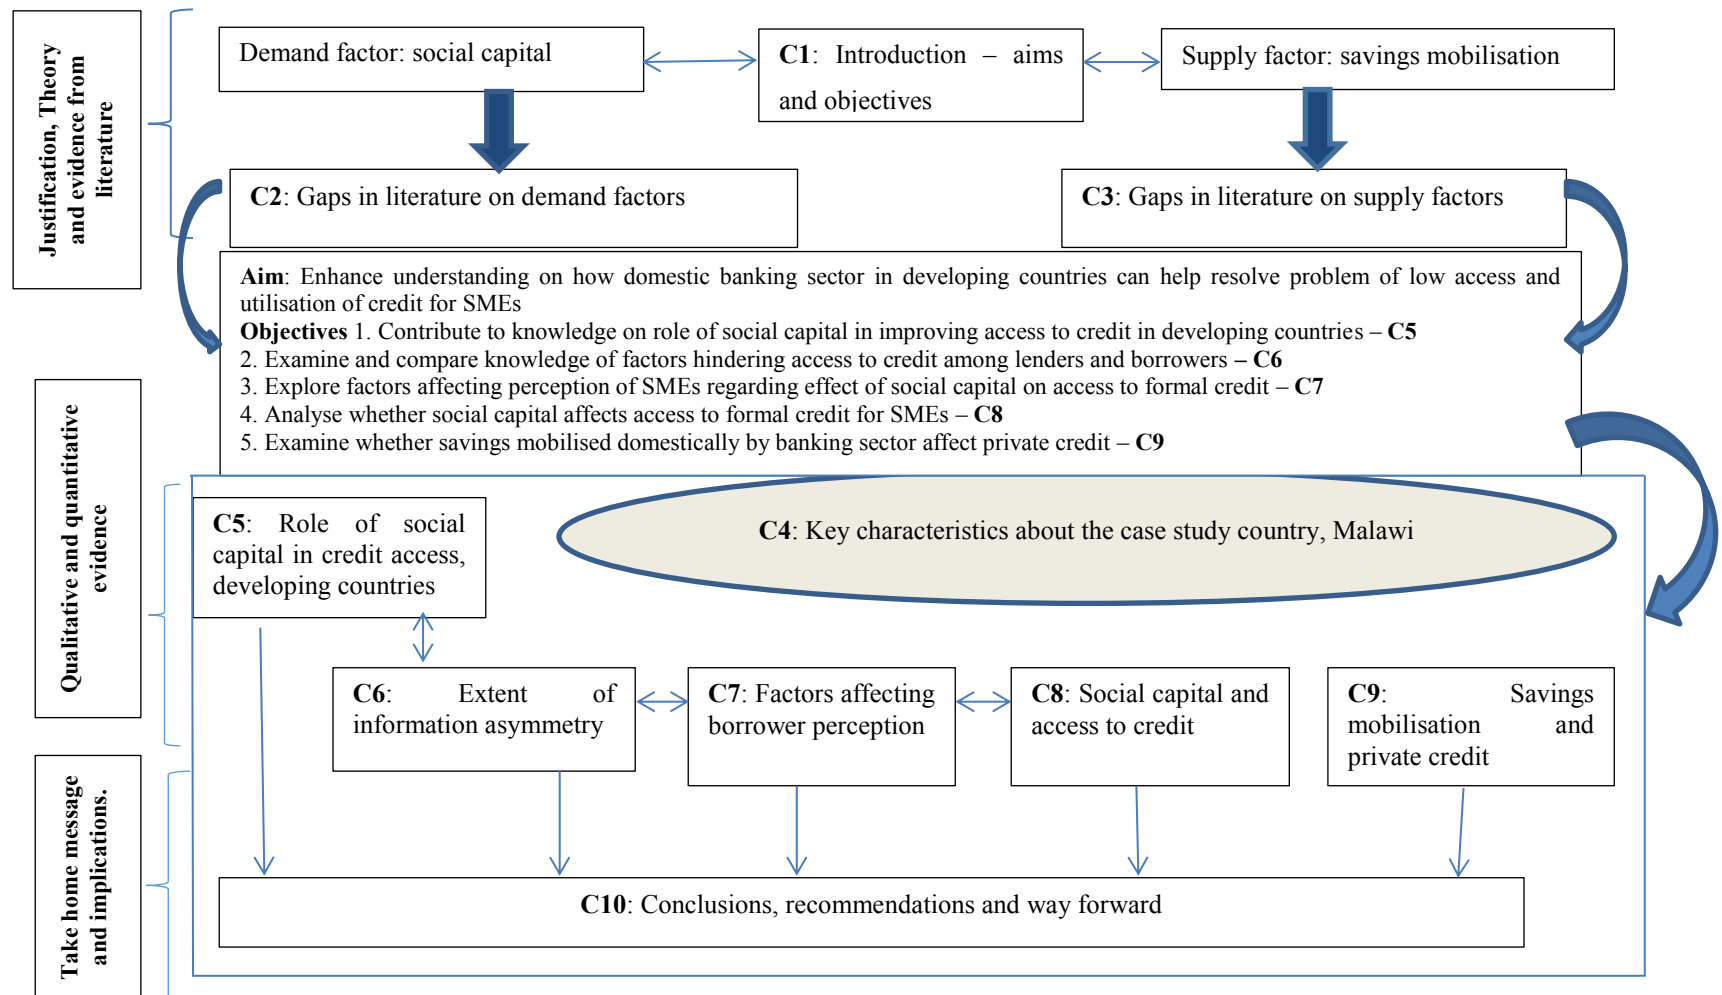 Justification, Theory
and evidence from
literature
Demand factor: social capital
C1: Introduction – aims
and objectives
Supply factor: savings mobilisation
C2: Gaps in literature on demand factors
C3: Gaps in literature on supply factors
Aim: Enhance understanding on how domestic banking sector in developing countries can help resolve problem of low access and
utilisation of credit for SMEs
Objectives 1. Contribute to knowledge on role of social capital in improving access to credit in developing countries – C5
2. Examine and compare knowledge of factors hindering access to credit among lenders and borrowers – C6
3. Explore factors affecting perception of SMEs regarding effect of social capital on access to formal credit – C7
4. Analyse whether social capital affects access to formal credit for SMEs – C8
5. Examine whether savings mobilised domestically by banking sector affect private credit – C9
Qualitative and quantitative
evidence
C5: Role of social
capital in credit access,
developing countries
C4: Key characteristics about the case study country, Malawi
C6: Extent of
information asymmetry
C7: Factors affecting
borrower perception
C8: Social capital and
access to credit
C9: Savings
mobilisation and
private credit
Take home message
and implications.
C10: Conclusions, recommendations and way forward